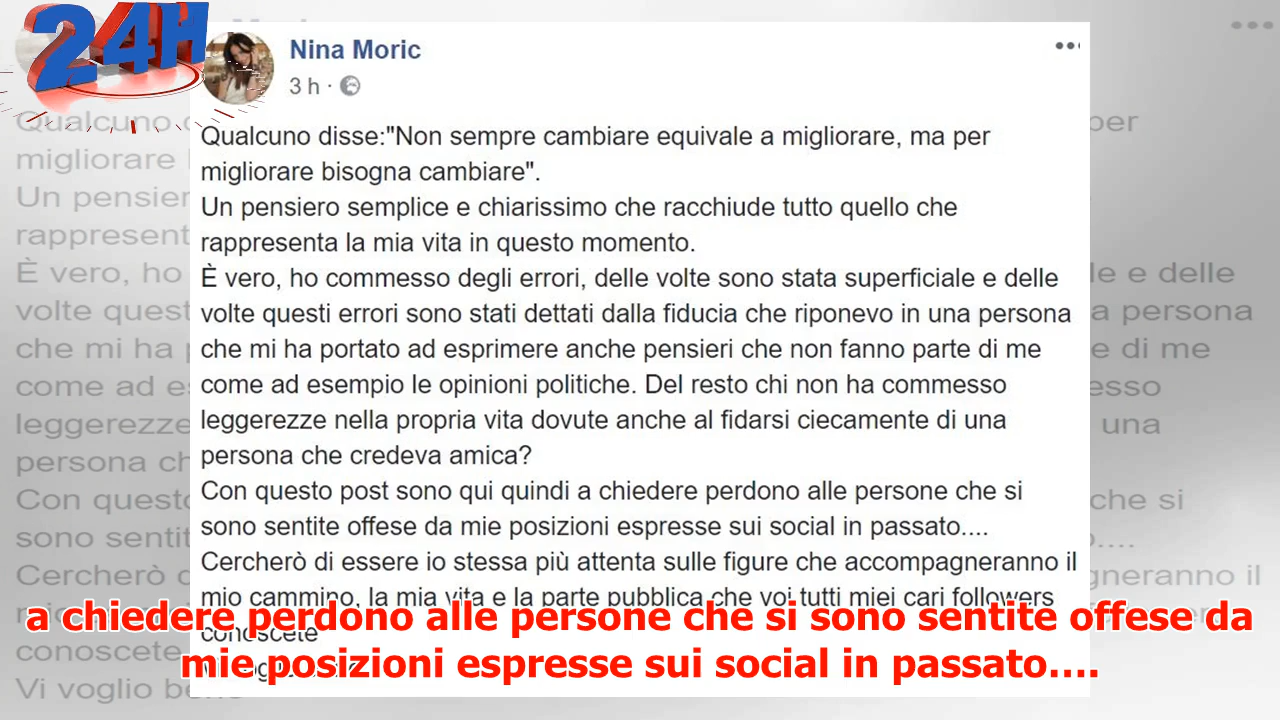 24H
Nina Moric
3 h ·
Qualcuno disse:"Non sempre cambiare equivale a migliorare, ma per
migliorare bisogna cambiare".
Un pensiero semplice e chiarissimo che racchiude tutto quello che
rappresenta la mia vita in questo momento.
È vero, ho commesso degli errori, delle volte sono stata superficiale e delle
volte questi errori sono stati dettati dalla fiducia che riponevo in una persona
che mi ha portato ad esprimere anche pensieri che non fanno parte di me
come ad esempio le opinioni politiche. Del resto chi non ha commesso
leggerezze nella propria vita dovute anche al fidarsi ciecamente di una
persona che credeva amica?
Con questo post sono qui quindi a chiedere perdono alle persone che si
sono sentite offese da mie posizioni espresse sui social in passato....
Cercherò di essere io stessa più attenta sulle figure che accompagneranno il
mio cammino, la mia vita e la parte pubblica che voi tutti miei cari followers
conoscete
Vi voglio bene
a chiedere perdono alle persone che si sono sentite offese da
mie posizioni espresse sui social in passato....